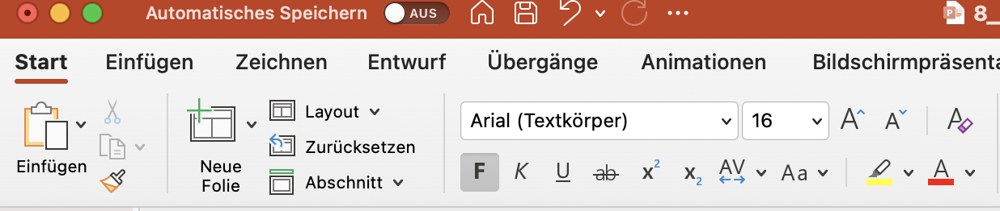 Automatisches Speichern AUS 8_
Start Einfügen Zeichnen Entwurf Übergänge Animationen Bildschirmpräsenta
Layout Arial (Textkörper) 16 A A A
Zurücksetzen
Einfügen Neue Folie Abschnitt F K U ab x² x₂ AV Aa A